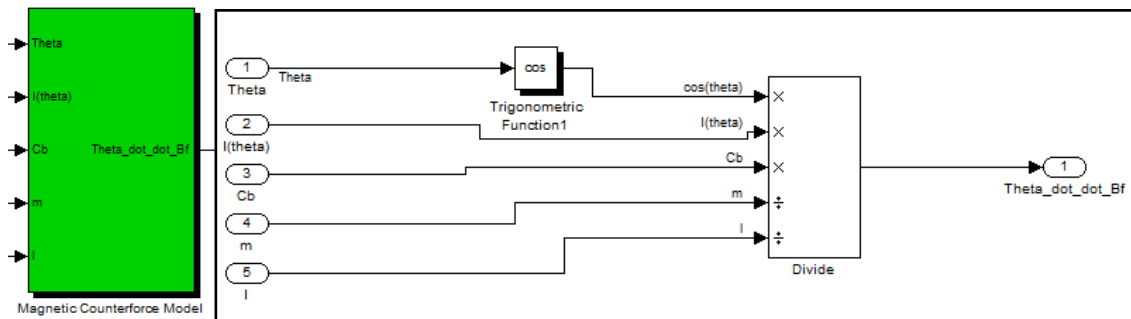 Theta
I(theta)
Cb
m
l
Theta_dot_dot_Bf
Magnetic Counterforce Model
1
Theta
Theta
cos
Trigonometric
Function1
2
I(theta)
3
Cb
4
m
5
l
cos(theta)
×
I(theta)
×
Cb
×
m
÷
l
÷
Divide
1
Theta_dot_dot_Bf